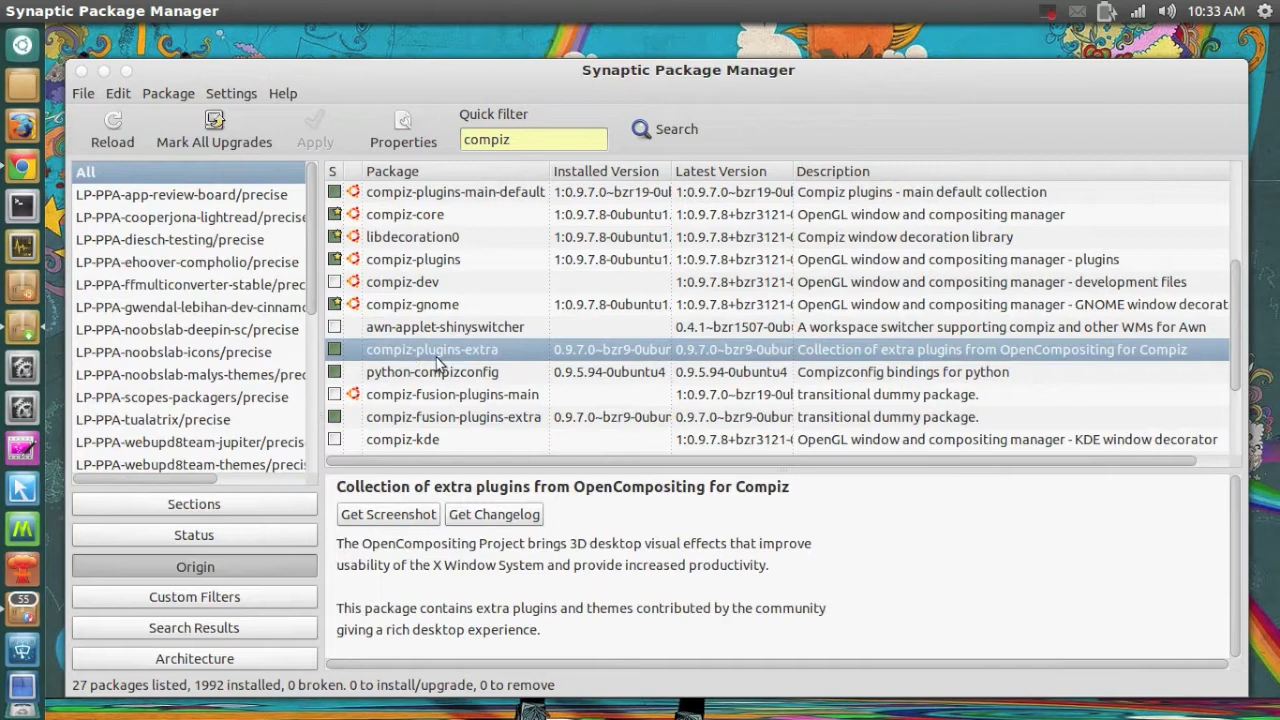 Synaptic Package Manager
10:33 AM
Synaptic Package Manager
File Edit Package Settings Help
Reload
Mark All Upgrades
Apply
Properties
Quick filter
compiz
Search
All
LP-PPA-app-review-board/precise
LP-PPA-cooperjona-lightread/precise
LP-PPA-diesch-testing/precise
LP-PPA-ehoover-compholio/precise
LP-PPA-ffmulticonverter-stable/prec
LP-PPA-gwendal-lebihan-dev-cinnamo
LP-PPA-noobslab-deepin-sc/precise
LP-PPA-noobslab-icons/precise
LP-PPA-noobslab-malys-themes/prec
LP-PPA-scopes-packagers/precise
LP-PPA-tualatrix/precise
LP-PPA-webupd8team-jupiter/precis
LP-PPA-webupd8team-themes/preci
Sections
Status
Origin
Custom Filters
Search Results
Architecture
S Package Installed Version Latest Version Description
compiz-plugins-main-default 1:0.9.7.0~bzr19-0ul 1:0.9.7.0~bzr19-0ul Compiz plugins - main default collection
compiz-core 1:0.9.7.8-0ubuntu1. 1:0.9.7.8+bzr3121-0 OpenGL window and compositing manager
libdecoration0 1:0.9.7.8-0ubuntu1. 1:0.9.7.8+bzr3121-0 Compiz window decoration library
compiz-plugins 1:0.9.7.8-0ubuntu1. 1:0.9.7.8+bzr3121-0 OpenGL window and compositing manager - plugins
compiz-dev 1:0.9.7.8+bzr3121-0 OpenGL window and compositing manager - development files
compiz-gnome 1:0.9.7.8-0ubuntu1. 1:0.9.7.8+bzr3121-0 OpenGL window and compositing manager - GNOME window decorat
awn-applet-shinyswitcher 0.4.1~bzr1507-0ub A workspace switcher supporting compiz and other WMs for Awn
compiz-plugins-extra 0.9.7.0~bzr9-0ubur 0.9.7.0~bzr9-0ubur Collection of extra plugins from OpenCompositing for Compiz
python-compizconfig 0.9.5.94-0ubuntu4 0.9.5.94-0ubuntu4 Compizconfig bindings for python
compiz-fusion-plugins-main 1:0.9.7.0~bzr19-0ul transitional dummy package.
compiz-fusion-plugins-extra 0.9.7.0~bzr9-0ubur 0.9.7.0~bzr9-0ubur transitional dummy package.
compiz-kde 1:0.9.7.8+bzr3121-0 OpenGL window and compositing manager - KDE window decorator
Collection of extra plugins from OpenCompositing for Compiz
Get Screenshot Get Changelog
The OpenCompositing Project brings 3D desktop visual effects that improve
usability of the X Window System and provide increased productivity.
This package contains extra plugins and themes contributed by the community
giving a rich desktop experience.
27 packages listed, 1992 installed, 0 broken. 0 to install/upgrade, 0 to remove
55